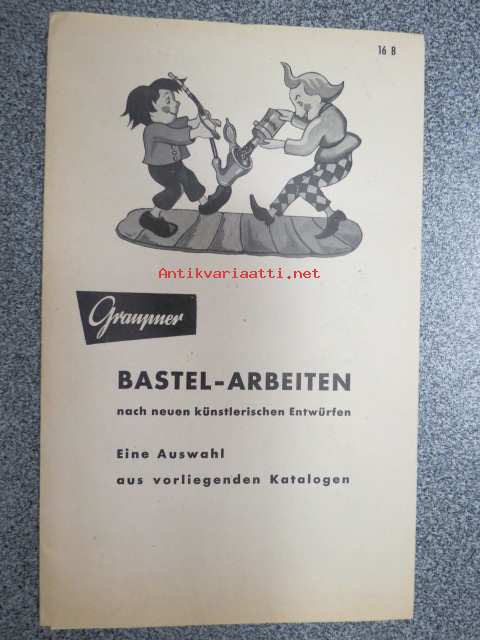 16 B
Antikvariaatti.net
Graupner
BASTEL-ARBEITEN
nach neuen künstlerischen Entwürfen
Eine Auswahl
aus vorliegenden Katalogen